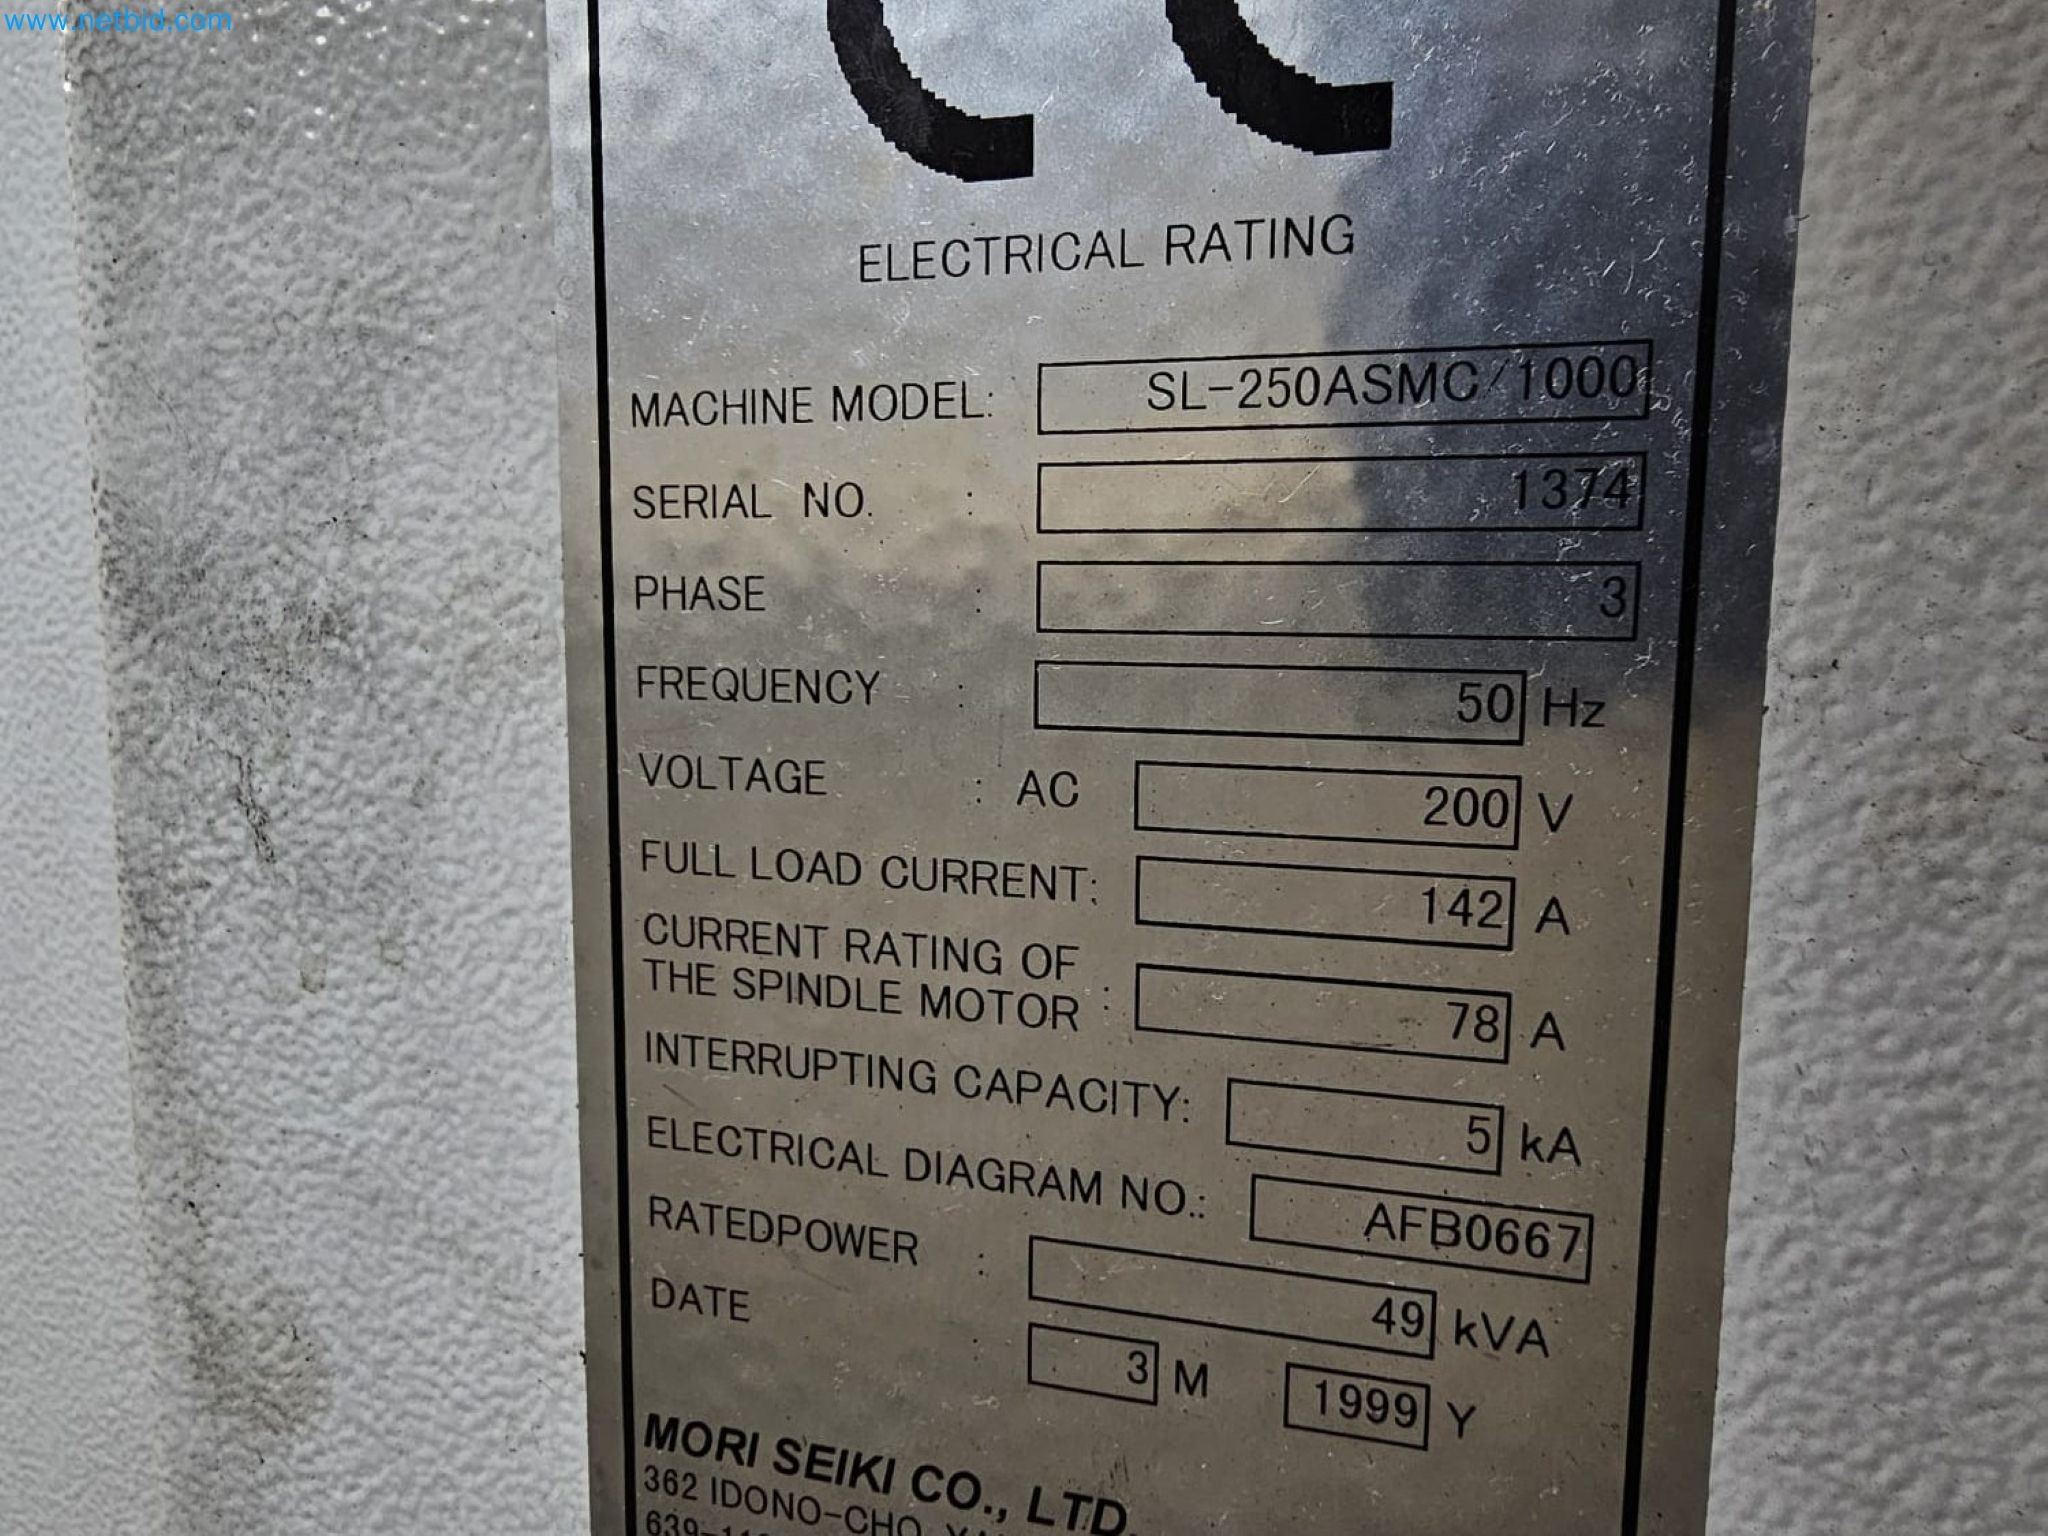 www.netbid.com
CE
ELECTRICAL RATING
MACHINE MODEL: SL-250ASMC/1000
SERIAL NO. : 1374
PHASE : 3
FREQUENCY : 50 Hz
VOLTAGE : AC 200 V
FULL LOAD CURRENT: 142 A
CURRENT RATING OF
THE SPINDLE MOTOR : 78 A
INTERRUPTING CAPACITY: 5 kA
ELECTRICAL DIAGRAM NO.: AFB0667
RATEDPOWER : 49 kVA
DATE 3 M 1999 Y
MORI SEIKI CO., LTD.
362 IDONO-CHO